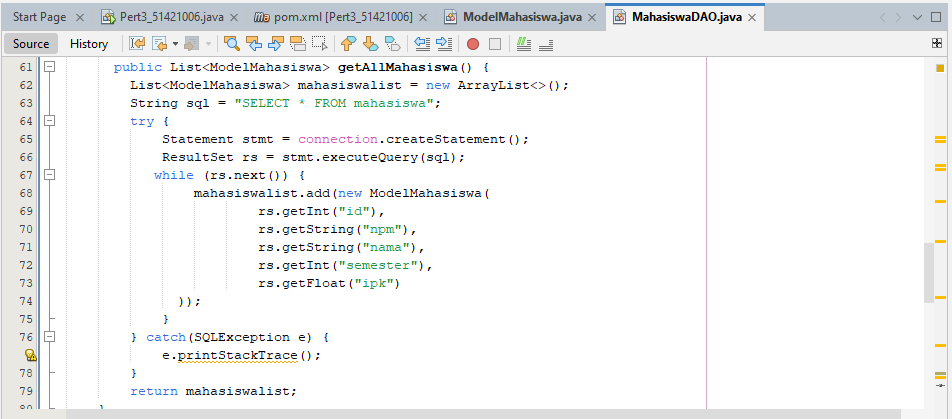 Start Page Pert3_51421006.java pom.xml [Pert3_51421006] ModelMahasiswa.java MahasiswaDAO.java
Source History
61 public List<ModelMahasiswa> getAllMahasiswa() {
62 List<ModelMahasiswa> mahasiswalist = new ArrayList<>();
63 String sql = "SELECT * FROM mahasiswa";
64 try {
65 Statement stmt = connection.createStatement();
66 ResultSet rs = stmt.executeQuery(sql);
67 while (rs.next()) {
68 mahasiswalist.add(new ModelMahasiswa(
69 rs.getInt("id"),
70 rs.getString("npm"),
71 rs.getString("nama"),
72 rs.getInt("semester"),
73 rs.getFloat("ipk")
74 ));
75 }
76 } catch(SQLException e) {
e.printStackTrace();
78 }
79 return mahasiswalist;
80 }